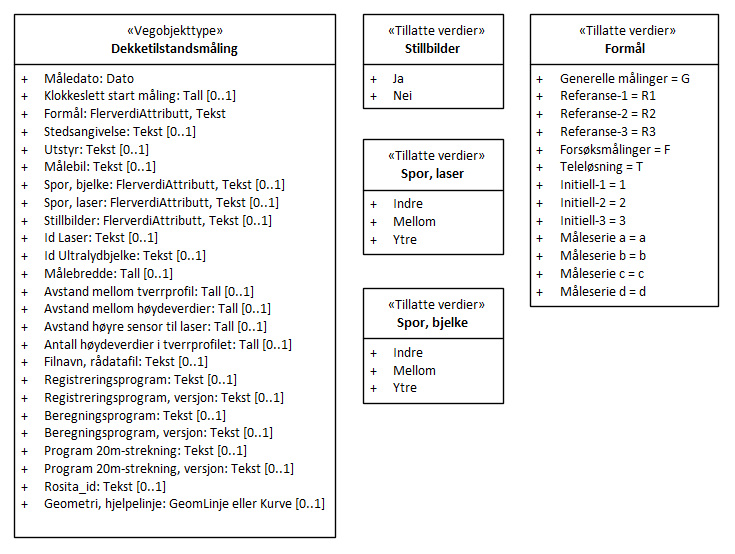 «Vegobjekttype»
Dekketilstandsmåling
+ Måledato: Dato
+ Klokkeslett start måling: Tall [0..1]
+ Formål: FlerverdiAttributt, Tekst
+ Stedsangivelse: Tekst [0..1]
+ Utstyr: Tekst [0..1]
+ Målebil: Tekst [0..1]
+ Spor, bjelke: FlerverdiAttributt, Tekst [0..1]
+ Spor, laser: FlerverdiAttributt, Tekst [0..1]
+ Stillbilder: FlerverdiAttributt, Tekst [0..1]
+ Id Laser: Tekst [0..1]
+ Id Ultralydbjelke: Tekst [0..1]
+ Målebredde: Tall [0..1]
+ Avstand mellom tverrprofil: Tall [0..1]
+ Avstand mellom høydeverdier: Tall [0..1]
+ Avstand høyre sensor til laser: Tall [0..1]
+ Antall høydeverdier i tverrprofilet: Tall [0..1]
+ Filnavn, rådatafil: Tekst [0..1]
+ Registreringsprogram: Tekst [0..1]
+ Registreringsprogram, versjon: Tekst [0..1]
+ Beregningsprogram: Tekst [0..1]
+ Beregningsprogram, versjon: Tekst [0..1]
+ Program 20m-strekning: Tekst [0..1]
+ Program 20m-strekning, versjon: Tekst [0..1]
+ Rosita_id: Tekst [0..1]
+ Geometri, hjelpelinje: GeomLinje eller Kurve [0..1]
«Tillatte verdier»
Stillbilder
+ Ja
+ Nei
«Tillatte verdier»
Spor, laser
+ Indre
+ Mellom
+ Ytre
«Tillatte verdier»
Spor, bjelke
+ Indre
+ Mellom
+ Ytre
«Tillatte verdier»
Formål
+ Generelle målinger = G
+ Referanse-1 = R1
+ Referanse-2 = R2
+ Referanse-3 = R3
+ Forsøksmålinger = F
+ Teleløsning = T
+ Initiell-1 = 1
+ Initiell-2 = 2
+ Initiell-3 = 3
+ Måleserie a = a
+ Måleserie b = b
+ Måleserie c = c
+ Måleserie d = d